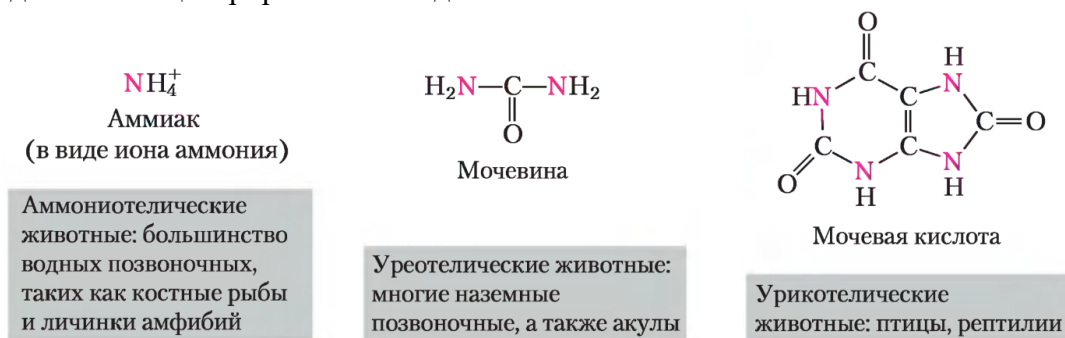 NH₄⁺
Аммиак
(в виде иона аммония)
Аммониотелические
животные: большинство
водных позвоночных,
таких как костные рыбы
и личинки амфибий
H₂N—C—NH₂
O
Мочевина
Уреотелические животные:
многие наземные
позвоночные, а также акулы
O
H
C
N
HN
C
C=O
C
C
N
N
O
H
H
Мочевая кислота
Урикотелические
животные: птицы, рептилии